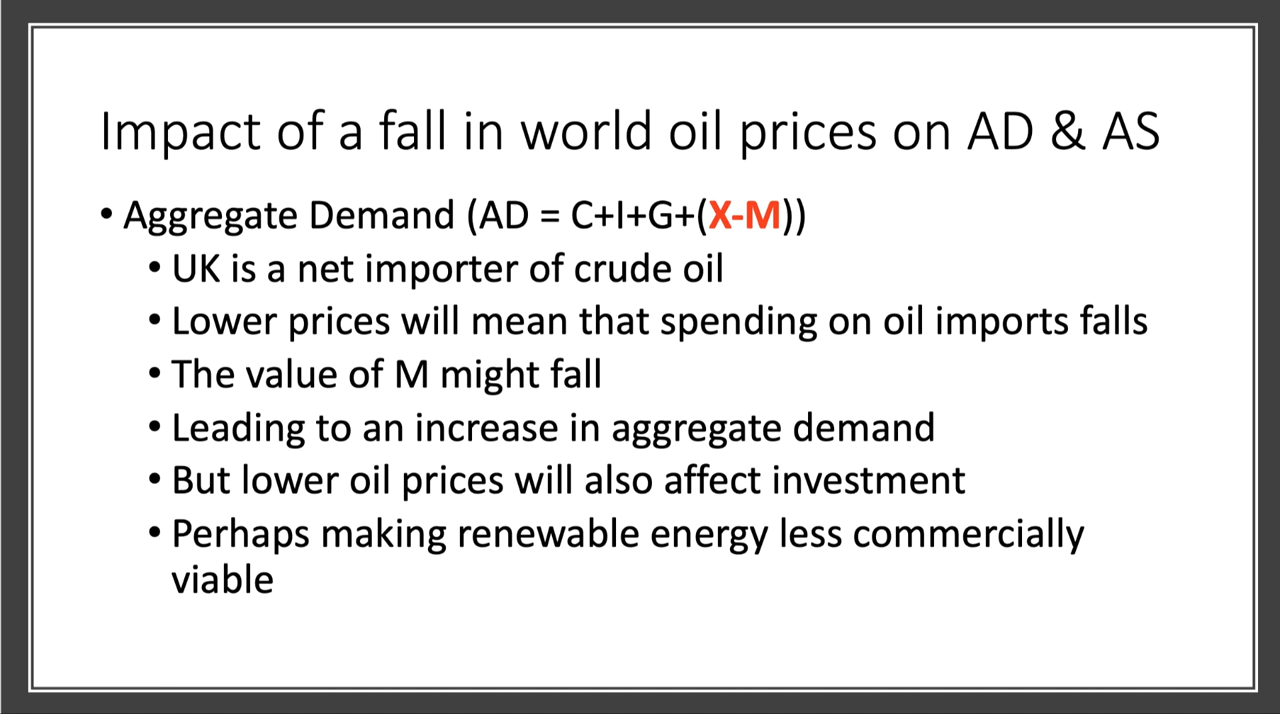 Impact of a fall in world oil prices on AD & AS
• Aggregate Demand (AD = C+I+G+(X-M))
• UK is a net importer of crude oil
• Lower prices will mean that spending on oil imports falls
• The value of M might fall
• Leading to an increase in aggregate demand
• But lower oil prices will also affect investment
• Perhaps making renewable energy less commercially
viable